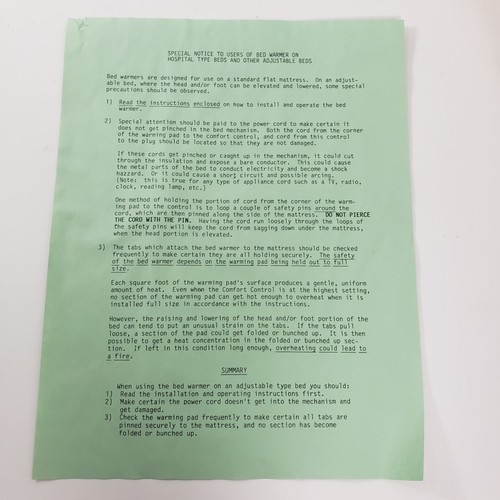 SPECIAL NOTICE TO USERS OF BED WARMER ON
HOSPITAL TYPE BEDS AND OTHER ADJUSTABLE BEDS
Bed warmers are designed for use on a standard flat mattress. On an adjust-
able bed, where the head and/or foot can be elevated and lowered, some special
precautions should be observed.
1) Read the instructions enclosed on how to install and operate the bed
warmer.
2) Special attention should be paid to the power cord to make certain it
does not get pinched in the bed mechanism. Both the cord from the corner
of the warming pad to the comfort control, and cord from this control
to the plug should be located so that they are not damaged.
If these cords get pinched or caught up in the mechanism, it could cut
through the insulation and expose a bare conductor. This could cause
the metal parts of the bed to conduct electricity and become a shock
hazzard. Or it could cause a short circuit and possible arcing.
(Note: this is true for any type of appliance cord such as a TV, radio,
clock, reading lamp, etc.)
One method of holding the portion of cord from the corner of the warm-
ing pad to the control is to loop a couple of safety pins around the
cord, which are then pinned along the side of the mattress. DO NOT PIERCE
THE CORD WITH THE PIN. Having the cord run loosely through the loops of
the safety pins will keep the cord from sagging down under the mattress,
when the head portion is elevated.
3) The tabs which attach the bed warmer to the mattress should be checked
frequently to make certain they are all holding securely. The safety
of the bed warmer depends on the warming pad being held out to full
size.
Each square foot of the warming pad's surface produces a gentle, uniform
amount of heat. Even when the Comfort Control is at the highest setting,
no section of the warming pad can get hot enough to overheat when it is
installed full size in accordance with the instructions.
However, the raising and lowering of the head and/or foot portion of the
bed can tend to put an unusual strain on the tabs. If the tabs pull
loose, a section of the pad could get folded or bunched up. It is then
possible to get a heat concentration in the folded or bunched up sec-
tion. If left in this condition long enough, overheating could lead to
a fire.
SUMMARY
When using the bed warmer on an adjustable type bed you should:
1) Read the installation and operating instructions first.
2) Make certain the power cord doesn't get into the mechanism and
get damaged.
3) Check the warming pad frequently to make certain all tabs are
pinned securely to the mattress, and no section has become
folded or bunched up.